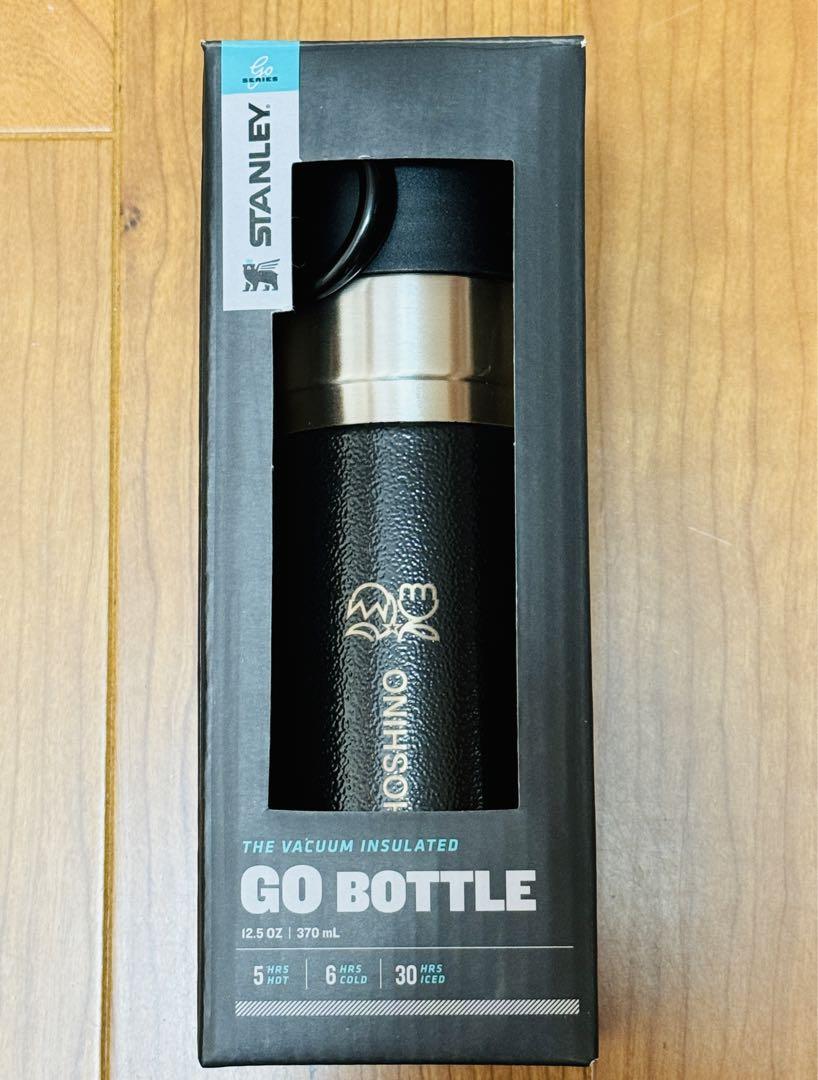 Go
SERIES
STANLEY®
HOSHINO
THE VACUUM INSULATED
GO BOTTLE
12.5 OZ | 370 mL
5 HRS HOT | 6 HRS COLD | 30 HRS ICED